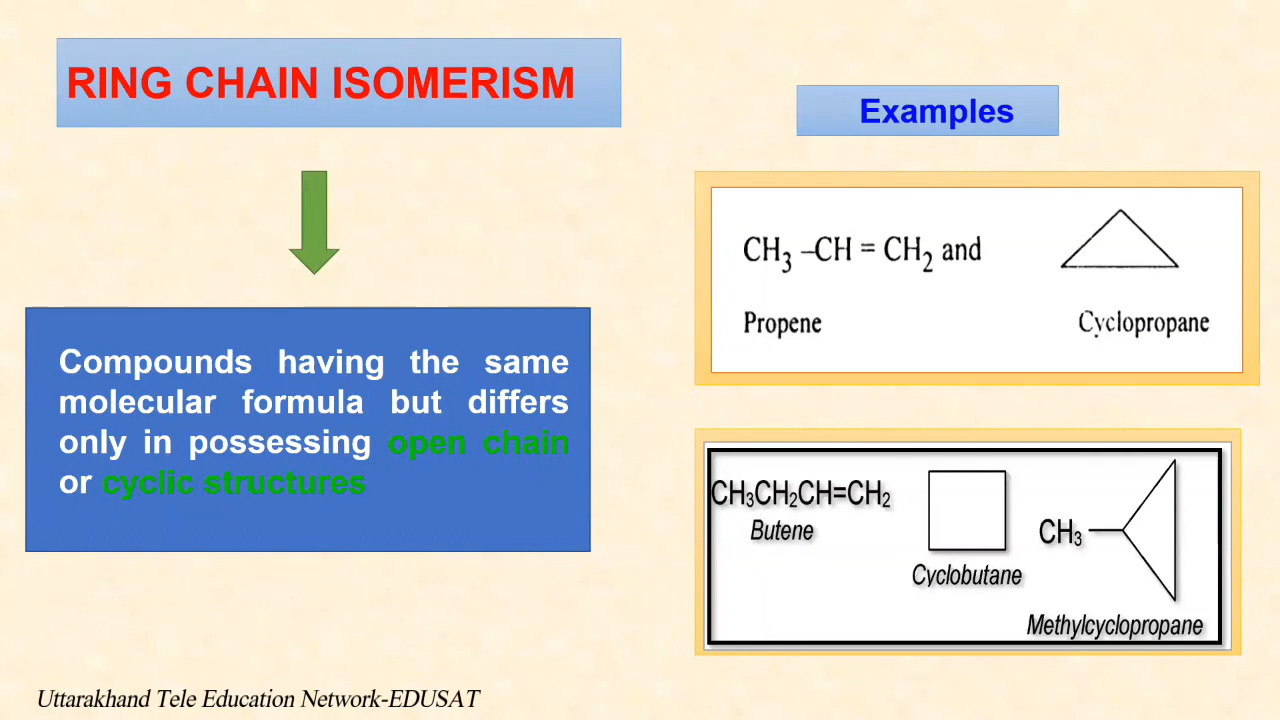 RING CHAIN ISOMERISM
Compounds having the same
molecular formula but differs
only in possessing open chain
or cyclic structures
Examples
CH₃ –CH = CH₂ and
Propene
Cyclopropane
CH₃CH₂CH=CH₂
Butene
Cyclobutane
CH₃
Methylcyclopropane
Uttarakhand Tele Education Network-EDUSAT